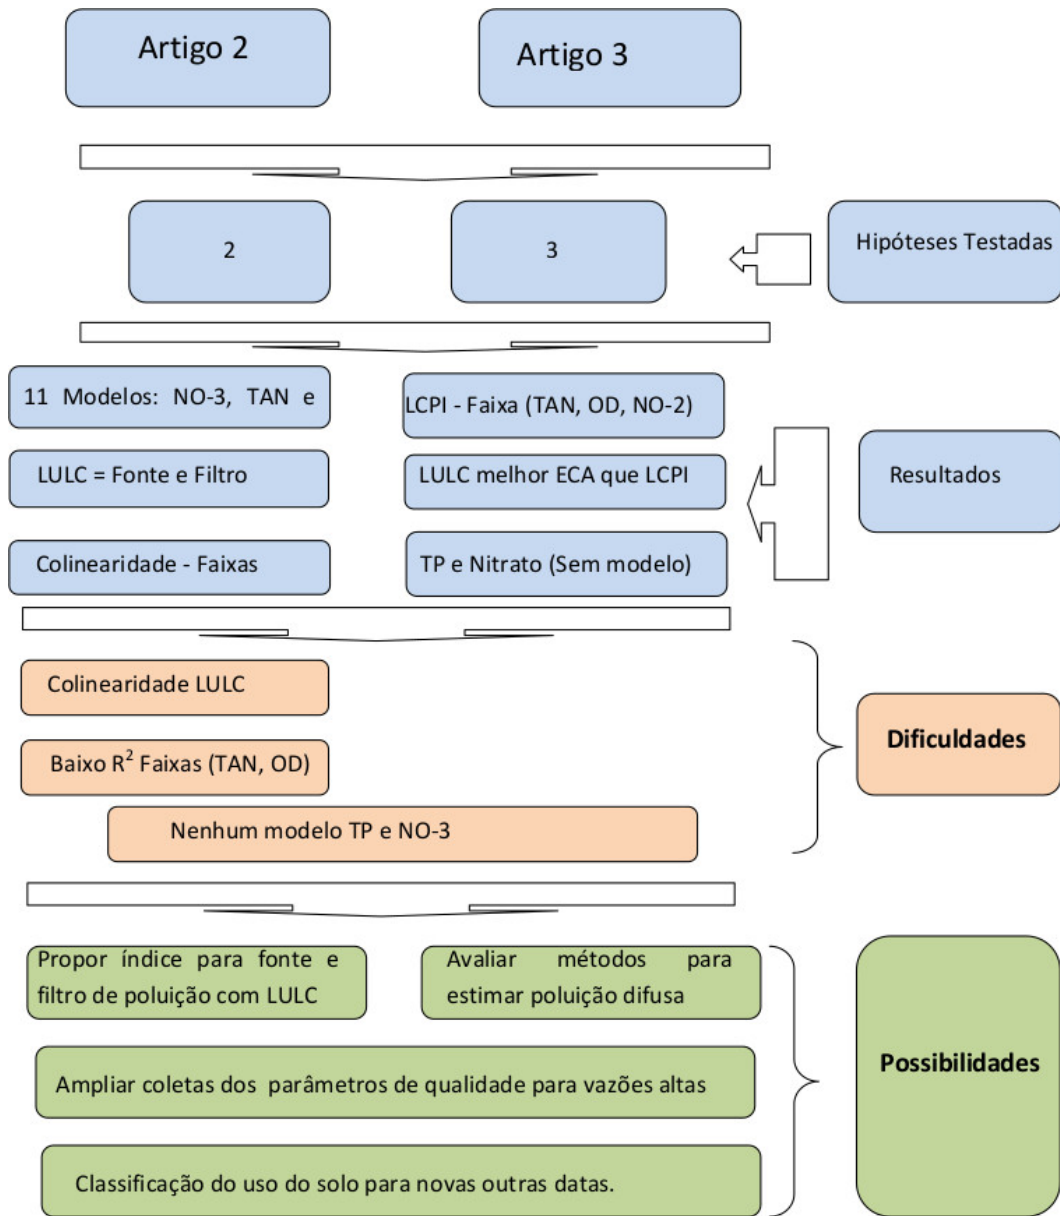 Artigo 2
Artigo 3
2
3
Hipóteses Testadas
11 Modelos: NO-3, TAN e
LCPI - Faixa (TAN, OD, NO-2)
LULC = Fonte e Filtro
LULC melhor ECA que LCPI
Resultados
Colinearidade - Faixas
TP e Nitrato (Sem modelo)
Colinearidade LULC
Baixo R² Faixas (TAN, OD)
Nenhum modelo TP e NO-3
Dificuldades
Propor índice para fonte e
filtro de poluição com LULC
Avaliar métodos para
estimar poluição difusa
Ampliar coletas dos parâmetros de qualidade para vazões altas
Classificação do uso do solo para novas outras datas.
Possibilidades